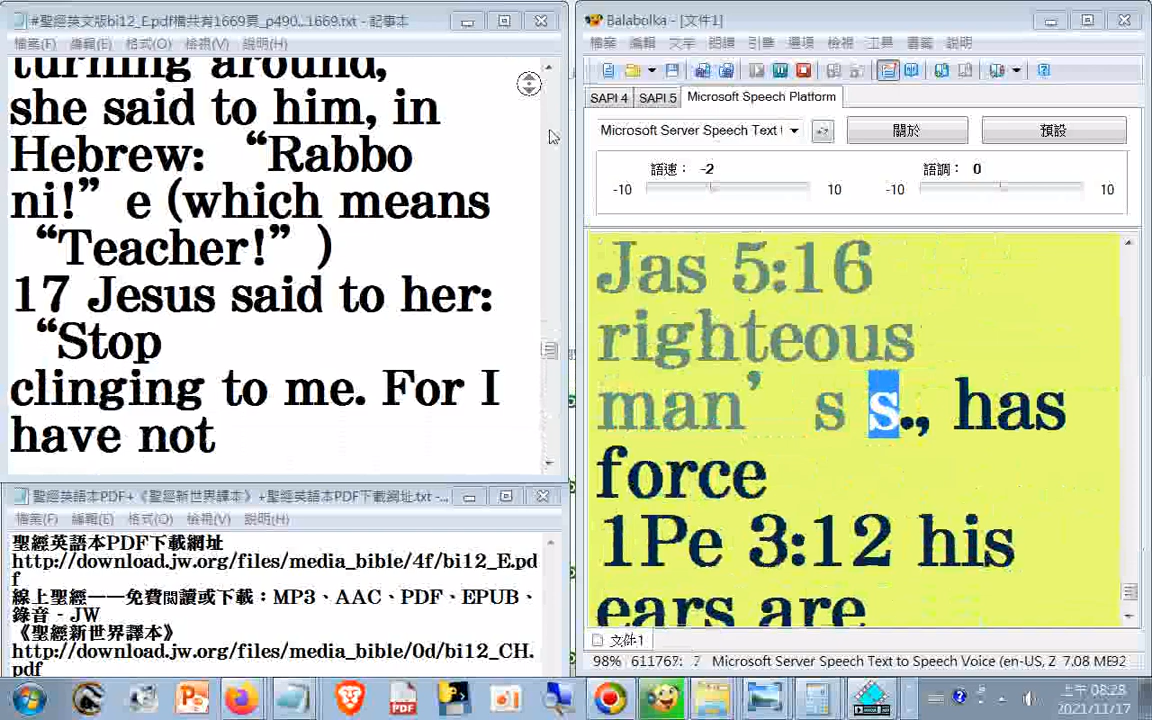 #聖經英文版bi12_E.pdf檔共有1669頁_p490...1669.txt - 記事本
檔案(F) 編輯(E) 格式(O) 檢視(V) 說明(H)
turning around,
she said to him, in
Hebrew: “Rabbo
ni!” e (which means
“Teacher!” )
17 Jesus said to her:
“Stop
clinging to me. For I
have not
聖經英語本PDF+《聖經新世界譯本》+聖經英語本PDF下載網址.txt -...
檔案(F) 編輯(E) 格式(O) 檢視(V) 說明(H)
聖經英語本PDF下載網址
http://download.jw.org/files/media_bible/4f/bi12_E.pd
f
線上聖經——免費閱讀或下載：MP3、AAC、PDF、EPUB、
錄音 - JW
《聖經新世界譯本》
http://download.jw.org/files/media_bible/0d/bi12_CH.
pdf
Balabolka - [文件1]
檔案 編輯 文字 朗讀 引擎 選項 檢視 工具 書籤 說明
SAPI 4 SAPI 5 Microsoft Speech Platform
Microsoft Server Speech Text 關於 預設
語速： -2 語調： 0
-10 10 -10 10
Jas 5:16
righteous
man’ s s., has
force
1Pe 3:12 his
ears are
文件1
98% 611767: Microsoft Server Speech Text to Speech Voice (en-US, Z 7.08 ME92
上午 08:28
2021/11/17